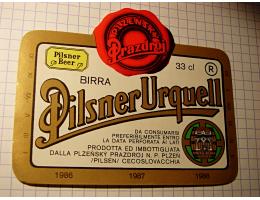 PLZEŇSKÝ
Prazdroj
Pilsner
Beer
BIRRA
33 cl
R
Pilsner Urquell
DA CONSUMARSI
PREFERIBILMENTE ENTRO
LA DATA PERFORATA AI LATI
PRODOTTA ED IMBOTTIGLIATA
DALLA PLZEŇSKÝ PRAZDROJ N. P. PLZEŇ
/PILSEN/ CECOSLOVACCHIA
1986 1987 1988